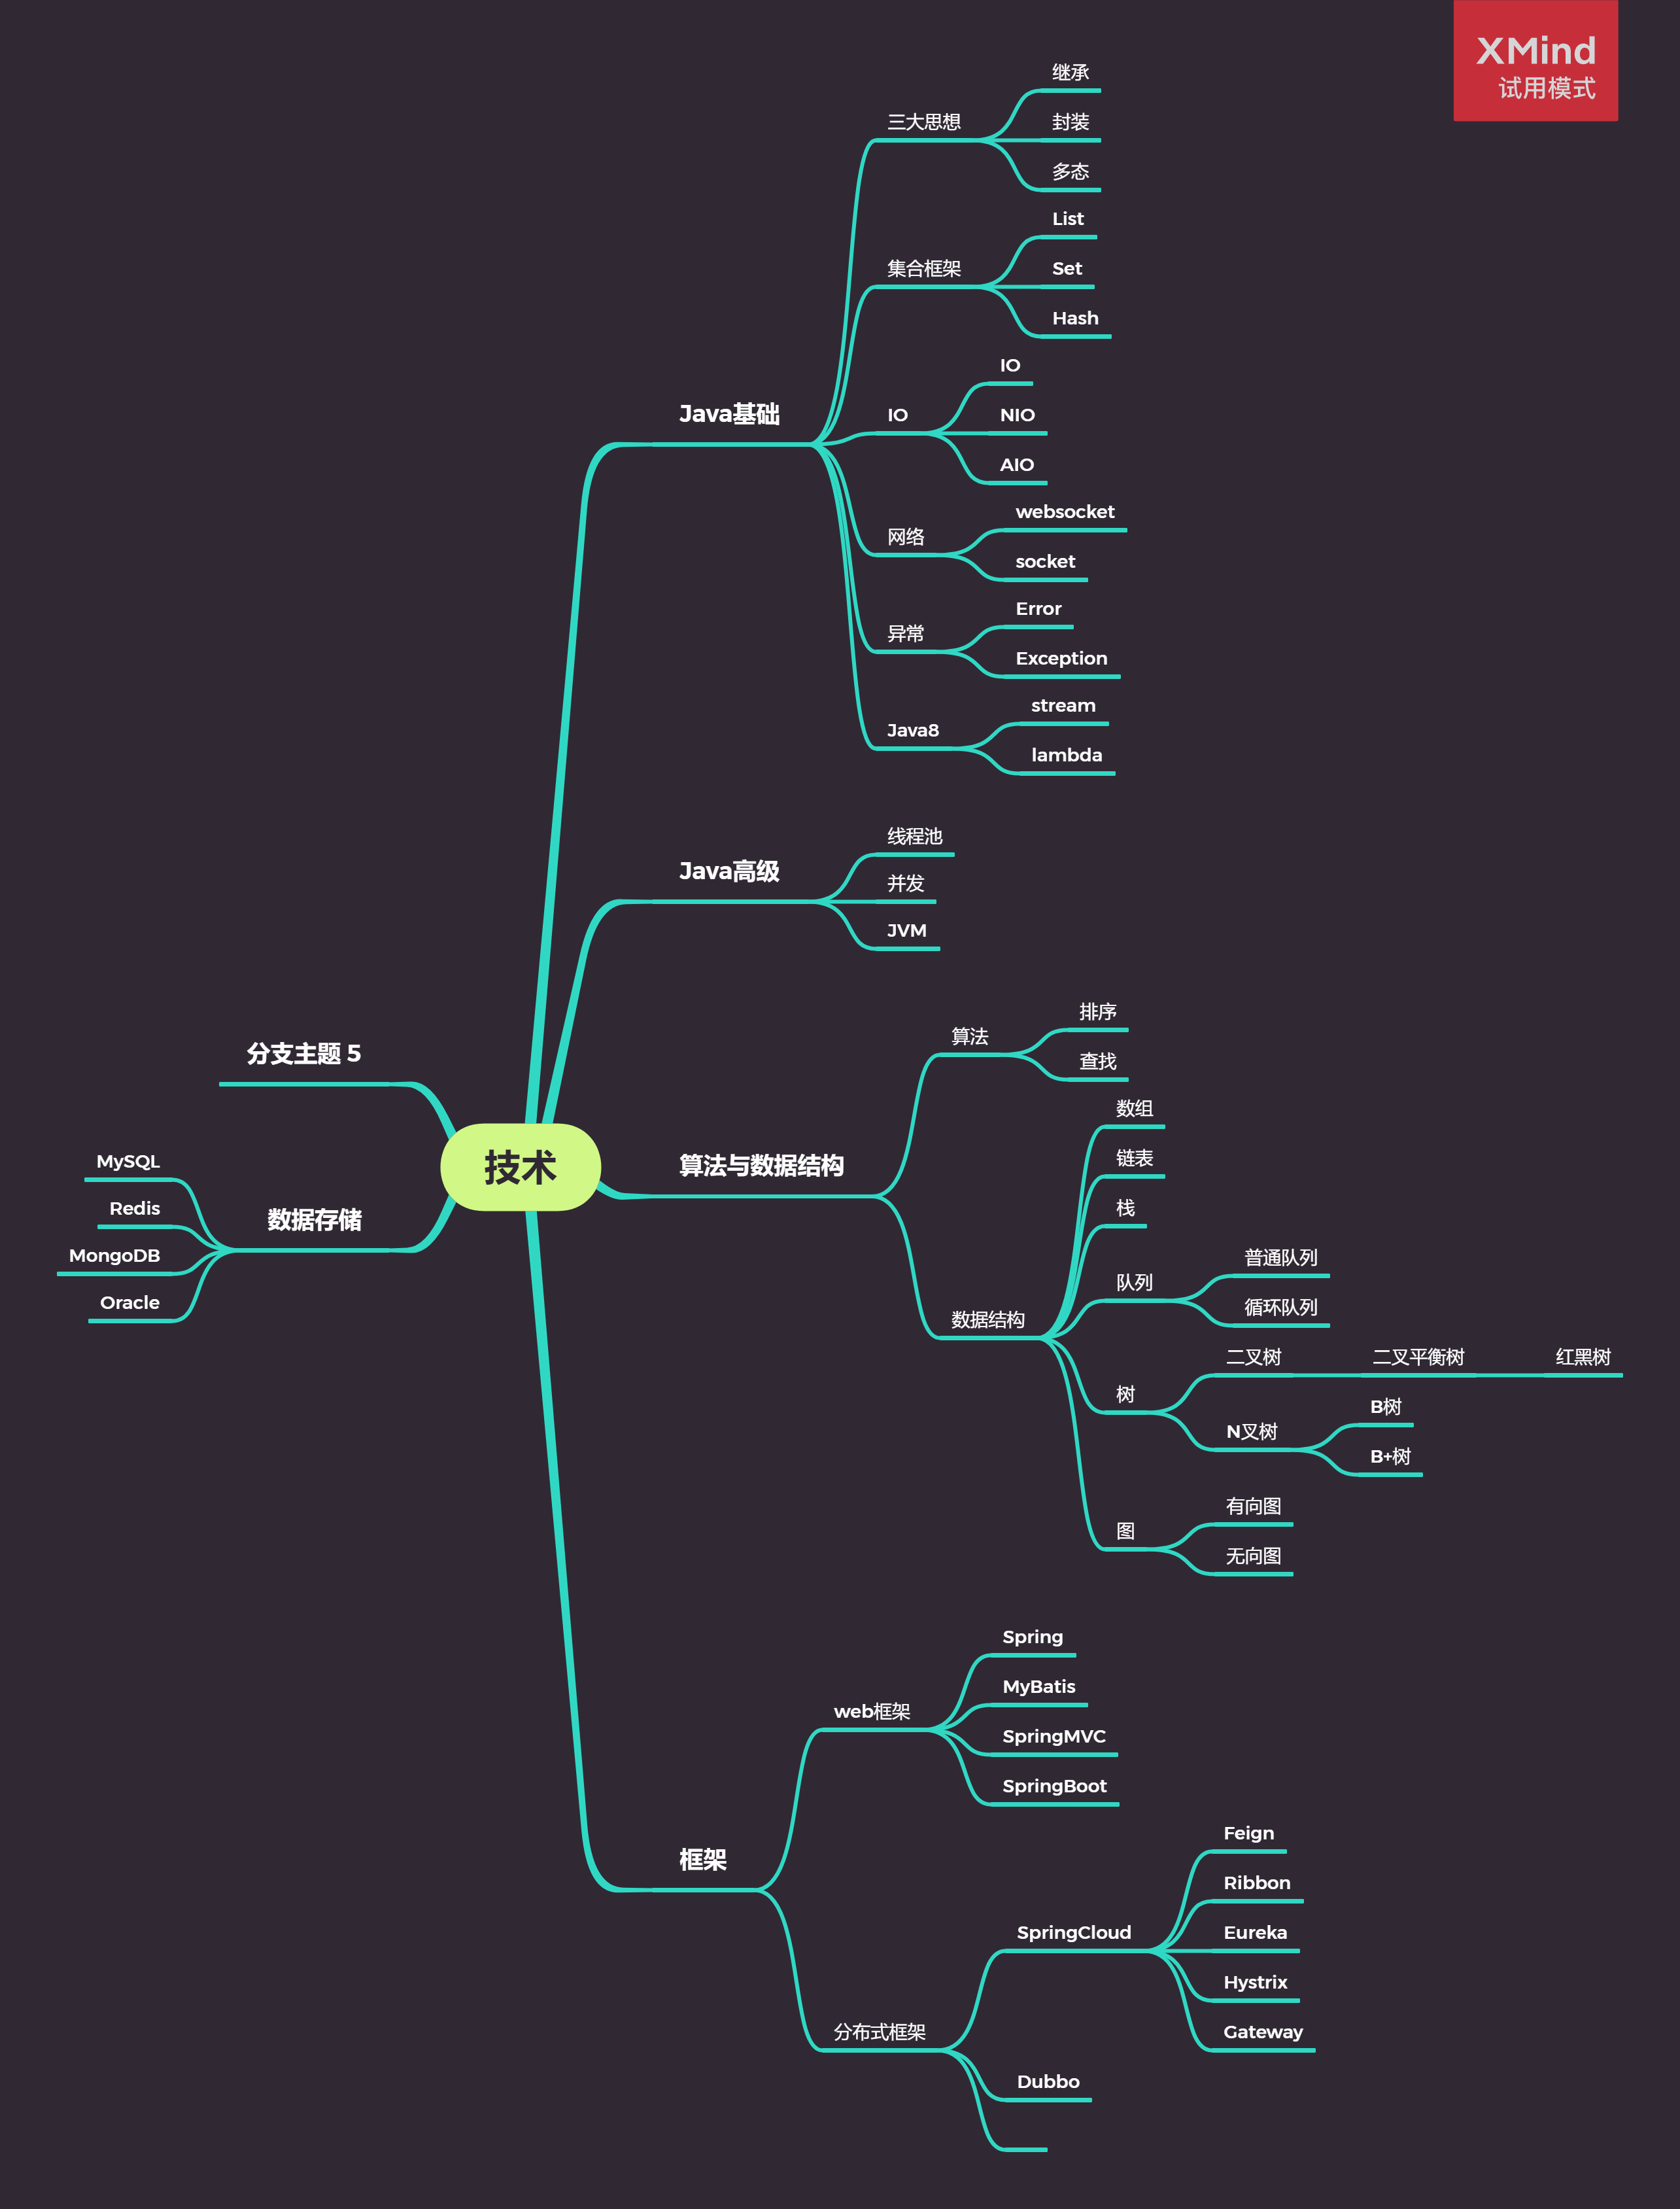 XMind
试用模式
技术
Java基础
三大思想
继承
封装
多态
集合框架
List
Set
Hash
IO
IO
NIO
AIO
网络
websocket
socket
异常
Error
Exception
Java8
stream
lambda
Java高级
线程池
并发
JVM
算法与数据结构
算法
排序
查找
数据结构
数组
链表
栈
队列
普通队列
循环队列
树
二叉树
二叉平衡树
红黑树
N叉树
B树
B+树
图
有向图
无向图
框架
web框架
Spring
MyBatis
SpringMVC
SpringBoot
分布式框架
SpringCloud
Feign
Ribbon
Eureka
Hystrix
Gateway
Dubbo
数据存储
MySQL
Redis
MongoDB
Oracle
分支主题 5